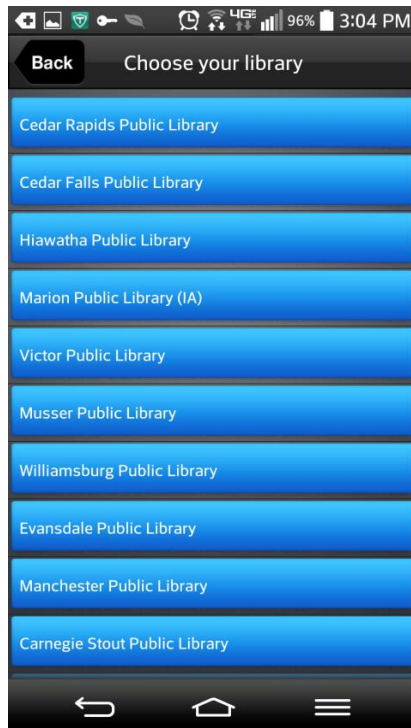 4G 96% 3:04 PM
Back Choose your library
Cedar Rapids Public Library
Cedar Falls Public Library
Hiawatha Public Library
Marion Public Library (IA)
Victor Public Library
Musser Public Library
Williamsburg Public Library
Evansdale Public Library
Manchester Public Library
Carnegie Stout Public Library